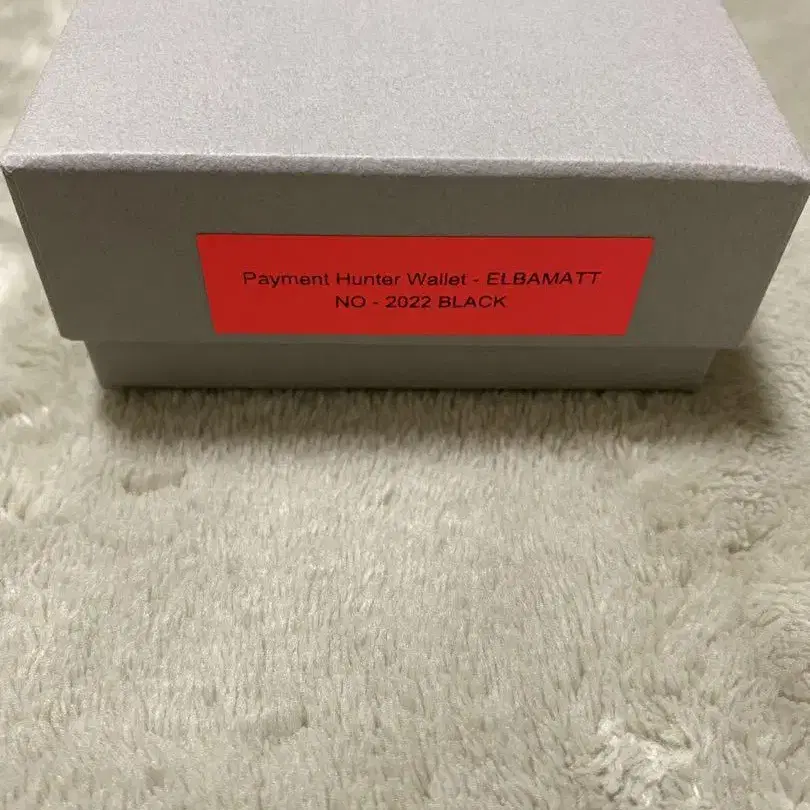 Payment Hunter Wallet - ELBAMATT
NO - 2022 BLACK